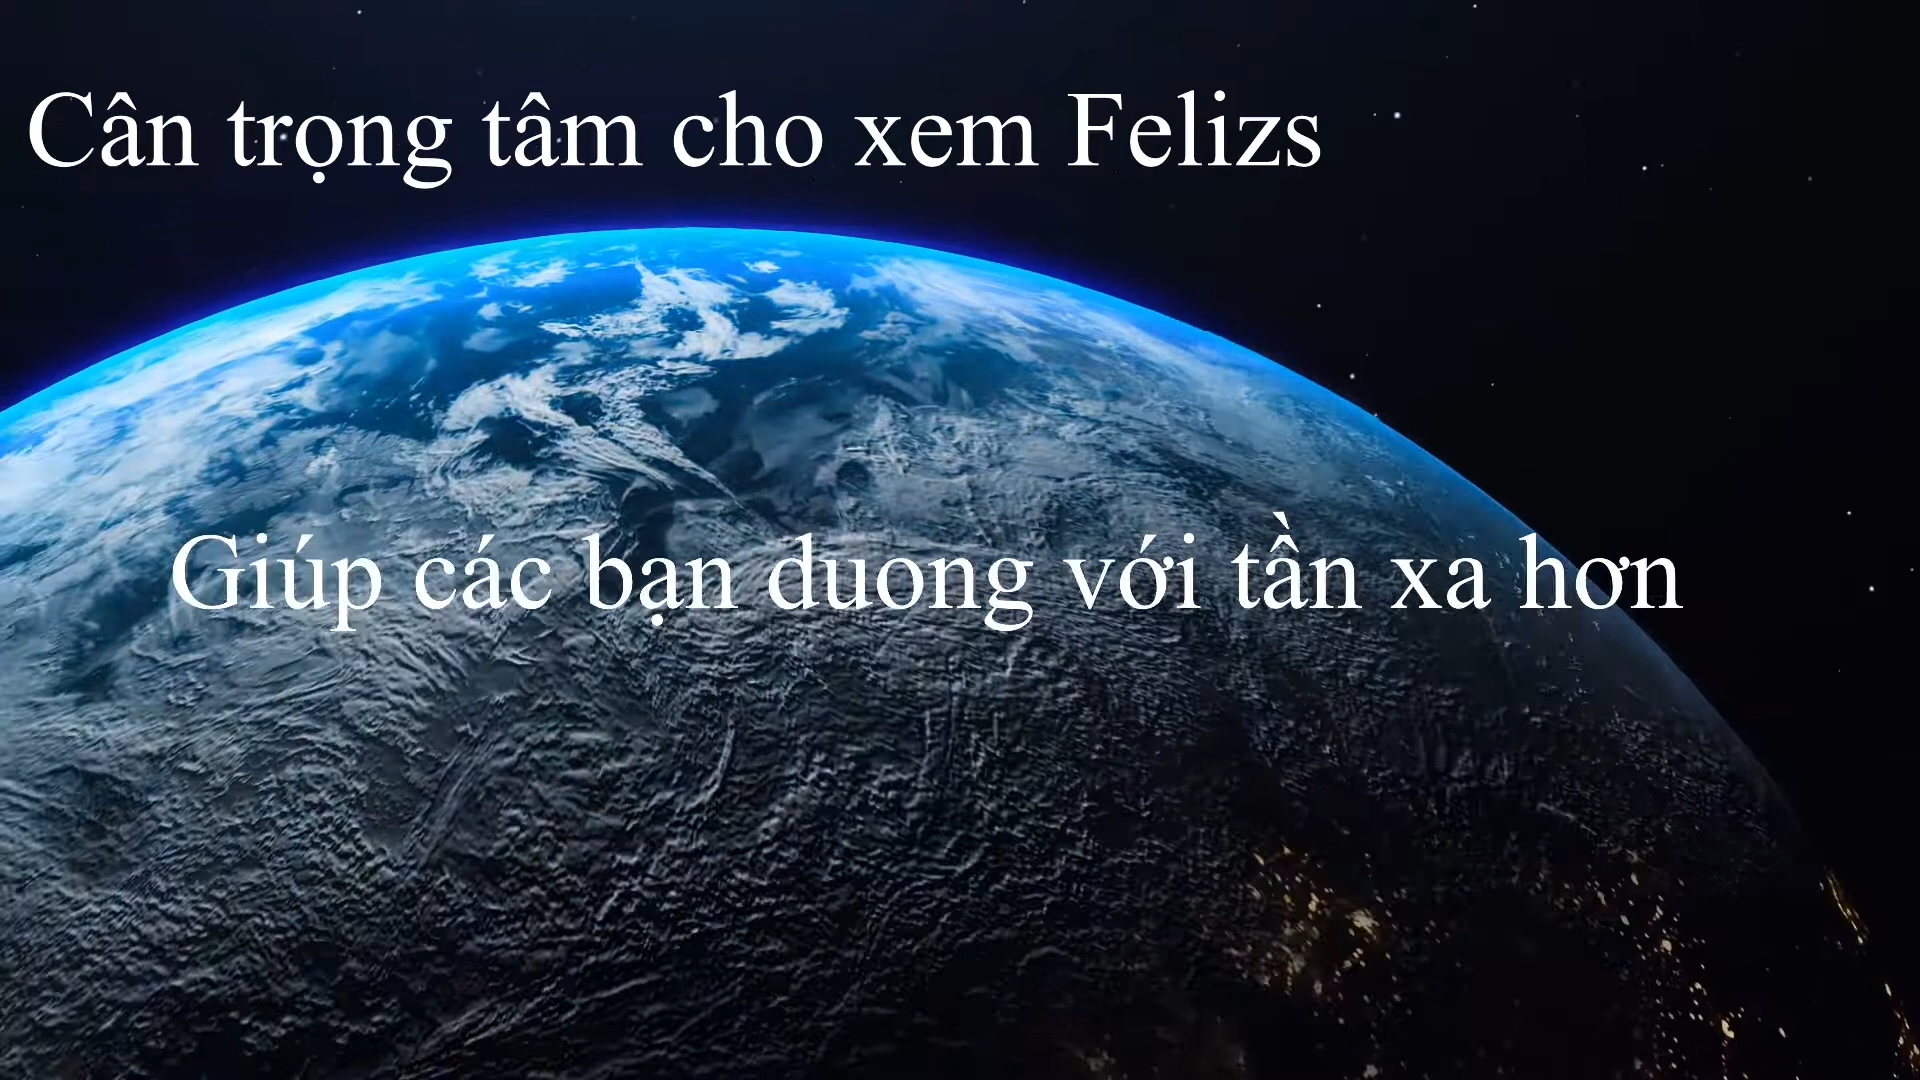 Cân trọng tâm cho xem Felizs
Giúp các bạn duong với tần xa hơn